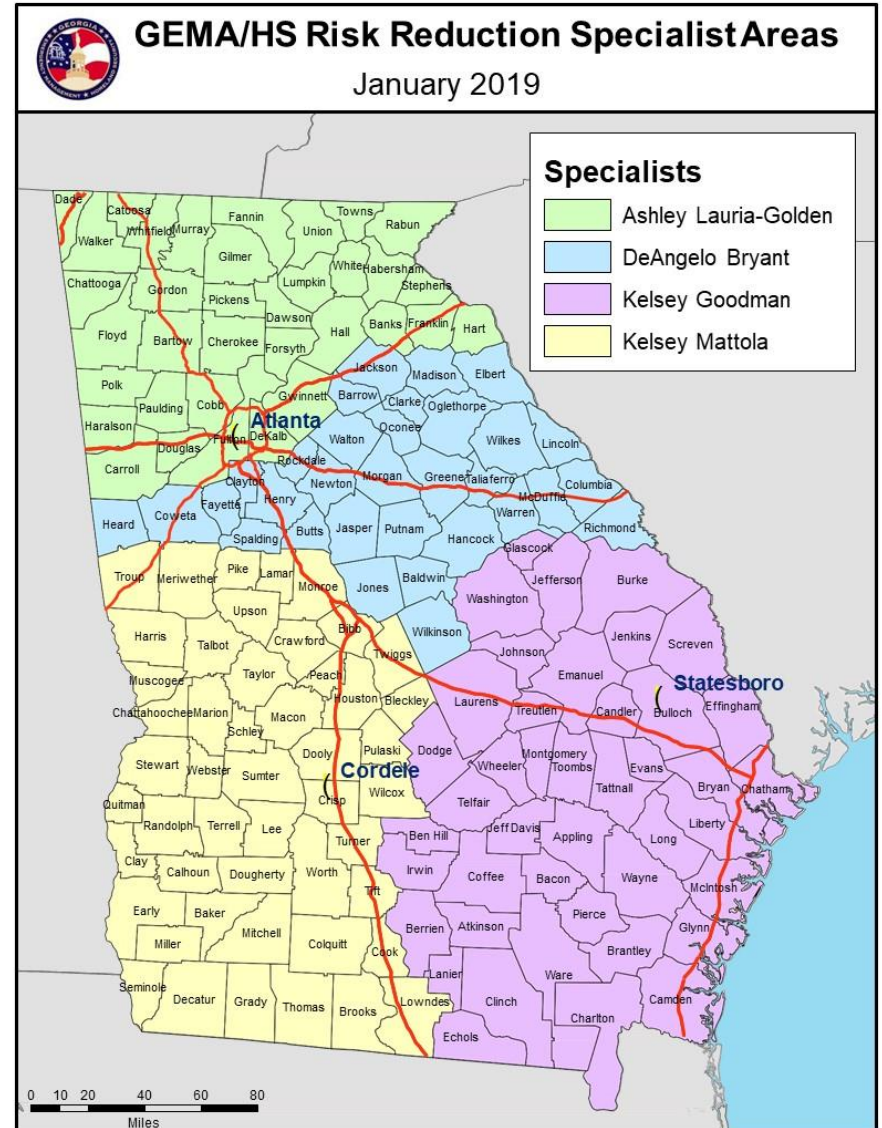 GEMA/HS Risk Reduction Specialist Areas
January 2019
GEORGIA
Specialists
Ashley Lauria-Golden
DeAngelo Bryant
Kelsey Goodman
Kelsey Mattola
Dade
Catoosa
Whitfield
Murray
Fannin
Union
Towns
Rabun
Walker
Gilmer
White
Habersham
Lumpkin
Stephens
Chattooga
Gordon
Pickens
Dawson
Hall
Banks
Franklin
Hart
Floyd
Bartow
Cherokee
Forsyth
Jackson
Madison
Elbert
Polk
Paulding
Cobb
Gwinnett
Barrow
Clarke
Oglethorpe
Haralson
Atlanta
Oconee
Fulton
DeKalb
Walton
Wilkes
Lincoln
Douglas
Carroll
Rockdale
Newton
Morgan
Greene
Taliaferro
Columbia
McDuffie
Clayton
Henry
Fayette
Coweta
Heard
Spalding
Butts
Jasper
Putnam
Hancock
Warren
Richmond
Glascock
Troup
Meriwether
Pike
Lamar
Monroe
Jones
Baldwin
Washington
Jefferson
Burke
Upson
Bibb
Wilkinson
Harris
Talbot
Crawford
Twiggs
Johnson
Jenkins
Screven
Emanuel
Muscogee
Taylor
Peach
Houston
Bleckley
Laurens
Treutlen
Candler
Statesboro
Bulloch
Effingham
Chattahoochee
Marion
Macon
Schley
Dooly
Pulaski
Dodge
Wheeler
Montgomery
Toombs
Evans
Tattnall
Bryan
Chatham
Stewart
Webster
Sumter
Cordele
Crisp
Wilcox
Telfair
Quitman
Randolph
Terrell
Lee
Turner
Ben Hill
Jeff Davis
Appling
Long
Liberty
Clay
Calhoun
Dougherty
Worth
Tift
Irwin
Coffee
Bacon
Wayne
McIntosh
Early
Baker
Mitchell
Colquitt
Berrien
Atkinson
Pierce
Glynn
Miller
Cook
Brantley
Seminole
Decatur
Grady
Thomas
Brooks
Lowndes
Lanier
Clinch
Ware
Charlton
Camden
Echols
0 10 20 40 60 80
Miles